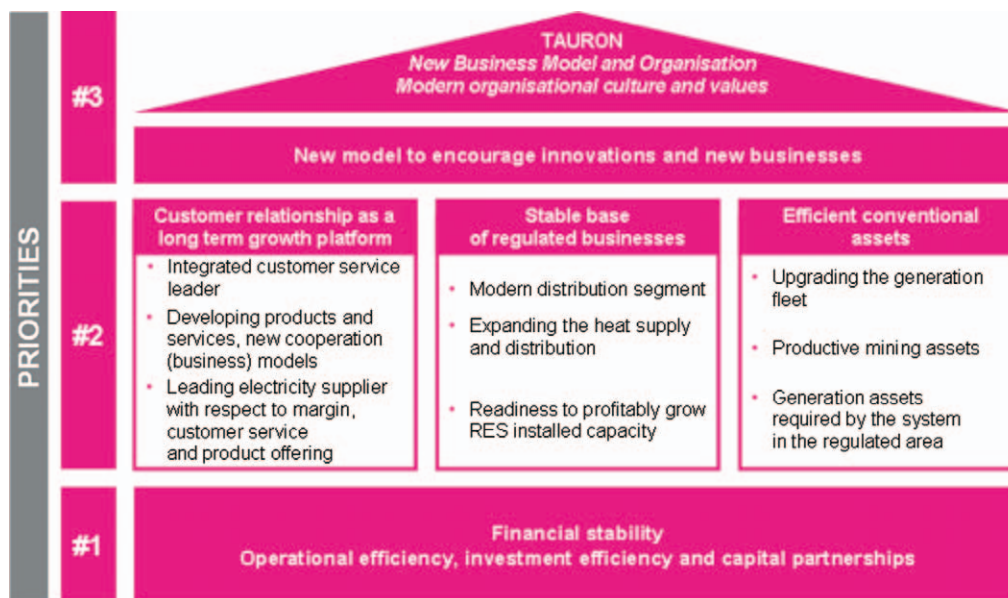 PRIORITIES
#3
TAURON
New Business Model and Organisation
Modern organisational culture and values
New model to encourage innovations and new businesses
#2
Customer relationship as a
long term growth platform
• Integrated customer service
leader
• Developing products and
services, new cooperation
(business) models
• Leading electricity supplier
with respect to margin,
customer service
and product offering
Stable base
of regulated businesses
• Modern distribution segment
• Expanding the heat supply
and distribution
• Readiness to profitably grow
RES installed capacity
Efficient conventional
assets
• Upgrading the generation
fleet
• Productive mining assets
• Generation assets
required by the system
in the regulated area
#1
Financial stability
Operational efficiency, investment efficiency and capital partnerships